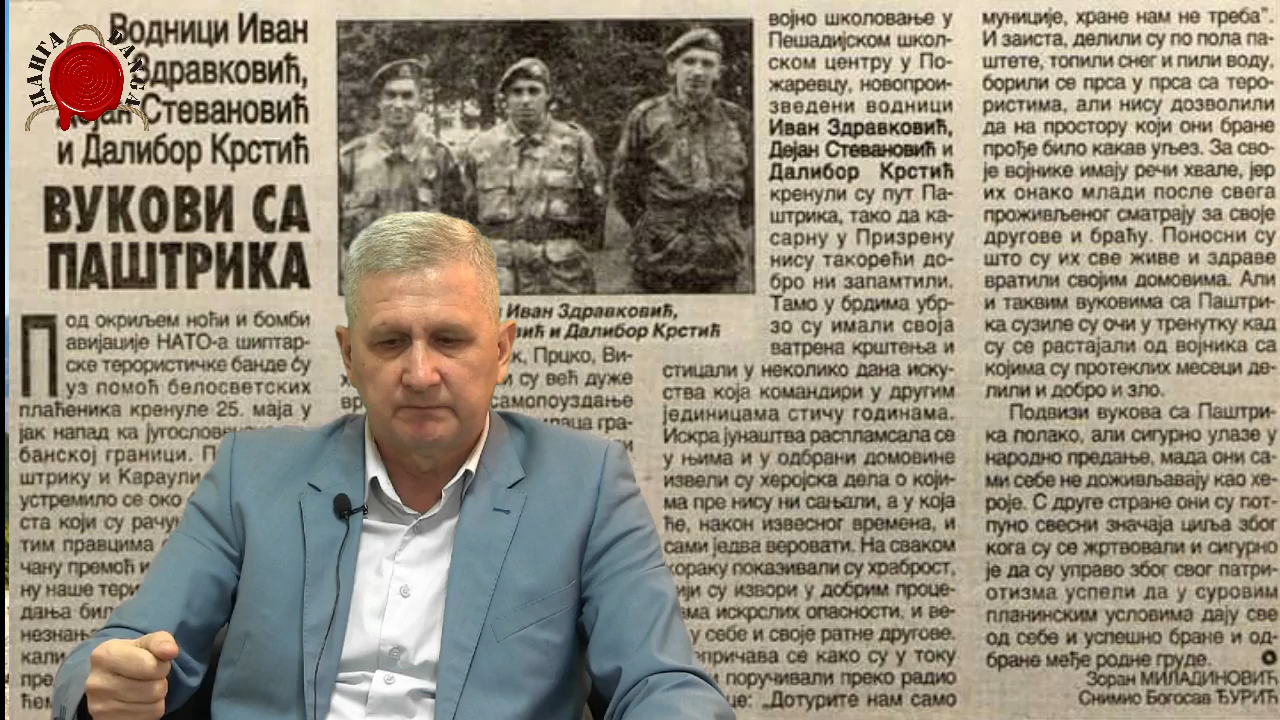 ЦАНГА
CANGA
Водници Иван
Здравковић,
Дејан Стевановић
и Далибор Крстић
ВУКОВИ СА
ПАШТРИКА
Под окриљем ноћи и бомби
авијације НАТО-а шиптар-
ске терористичке банде су
уз помоћ белосветских
плаћеника кренуле 25. маја у
јак напад ка југословен
банској граници.
штрику и Караули
устремило се око
ста који су рачун
тим правцима
чану премоћ и
ну наше тери
дања бил
незнањ
кали
пре
ћем
Иван Здравковић,
вић и Далибор Крстић
к, Прцко, Ви-
и су већ дуже
самопоуздање
војно школовање у
Пешадијском школ-
ском центру у По-
жаревцу, новопрои-
зведени водници
Иван Здравковић,
Дејан Стевановић и
Далибор Крстић
кренули су пут Па-
штрика, тако да ка-
сарну у Призрену
нису такорећи до-
бро ни запамтили.
Тамо у брдима убр-
зо су имали своја
ватрена крштења и
стицали у неколико дана иску-
ства која командири у другим
јединицама стичу годинама.
Искра јунаштва распламсала се
у њима и у одбрани домовине
извели су херојска дела о који-
ма пре нису ни сањали, а у која
ће, након извесног времена, и
сами једва веровати. На сваком
кораку показивали су храброст,
чији су извори у добрим проце-
ма искрслих опасности, и ве-
у себе и своје ратне другове.
епричава се како су у току
и поручивали преко радио
це: „Дотурите нам само
муниције, хране нам не треба".
И заиста, делили су по пола па-
штете, топили снег и пили воду,
борили се прса у прса са теро-
ристима, али нису дозволили
да на простору који они бране
прође било какав уљез. За сво-
је војнике имају речи хвале, јер
их онако млади после свега
проживљеног сматрају за своје
другове и браћу. Поносни су
што су их све живе и здраве
вратили својим домовима. Али
и таквим вуковима са Паштри-
ка сузиле су очи у тренутку кад
су се растајали од војника са
којима су протеклих месеци де-
лили и добро и зло.
Подвизи вукова са Паштри-
ка полако, али сигурно улазе у
народно предање, мада они са-
ми себе не доживљавају као хе-
роје. С друге стране они су пот-
пуно свесни значаја циља због
кога су се жртвовали и сигурно
је да су управо због свог патри-
отизма успели да у суровим
планинским условима дају све
од себе и успешно бране и од-
бране међе родне груде.
Зоран МИЛАДИНОВИЋ
Снимио Богосав ЂУРИЋ